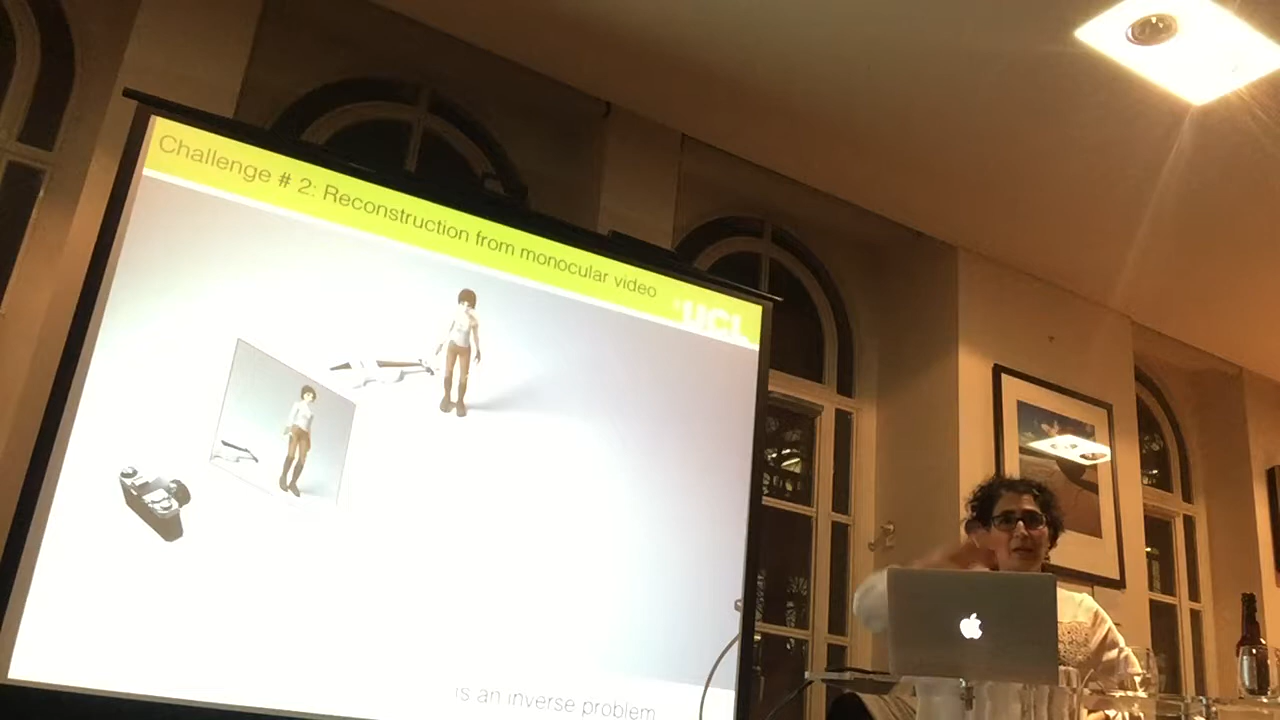 Challenge # 2: Reconstruction from monocular video
UCL
is an inverse problem